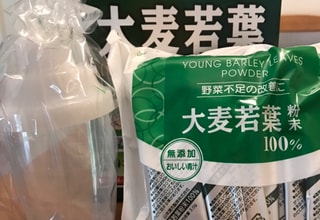 大麦若葉
YOUNG BARLEY LEAVES
POWDER
野菜不足の改善に
大麦若葉 粉末
100%
無添加
おいしい青汁